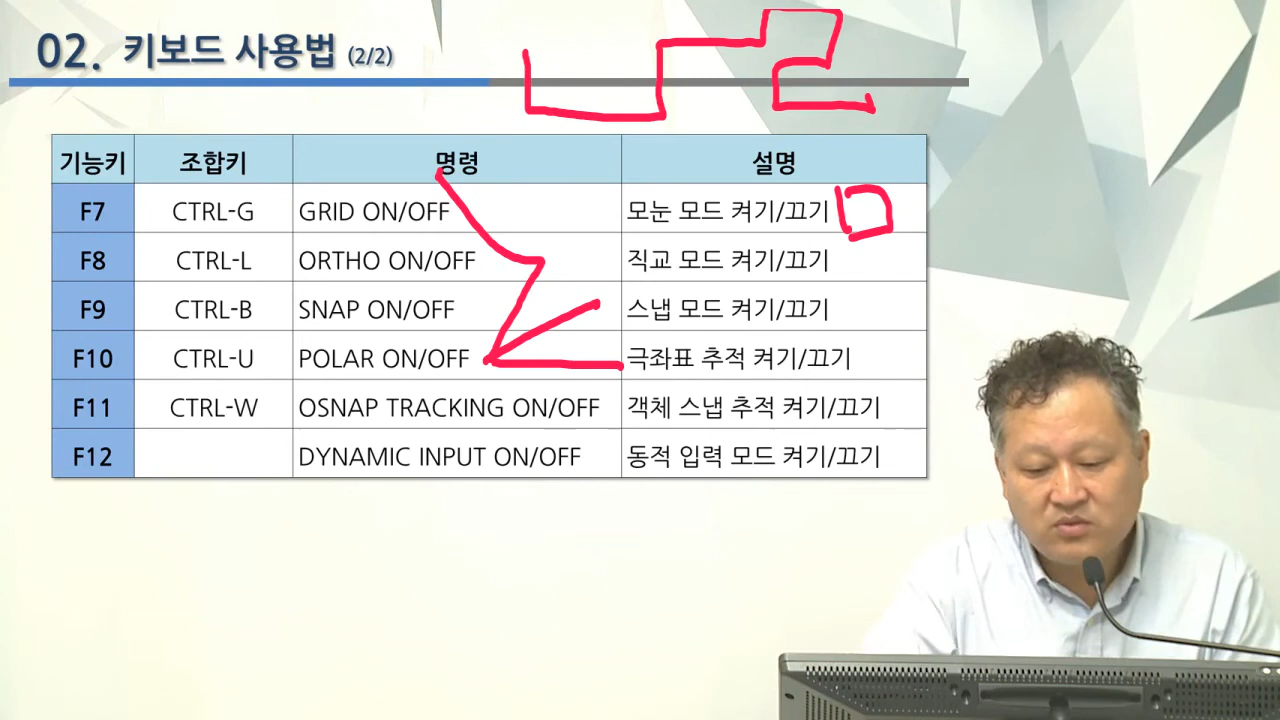 02. 키보드 사용법 (2/2)
기능키 조합키 명령 설명
F7 CTRL-G GRID ON/OFF 모눈 모드 켜기/끄기
F8 CTRL-L ORTHO ON/OFF 직교 모드 켜기/끄기
F9 CTRL-B SNAP ON/OFF 스냅 모드 켜기/끄기
F10 CTRL-U POLAR ON/OFF 극좌표 추적 켜기/끄기
F11 CTRL-W OSNAP TRACKING ON/OFF 객체 스냅 추적 켜기/끄기
F12 DYNAMIC INPUT ON/OFF 동적 입력 모드 켜기/끄기